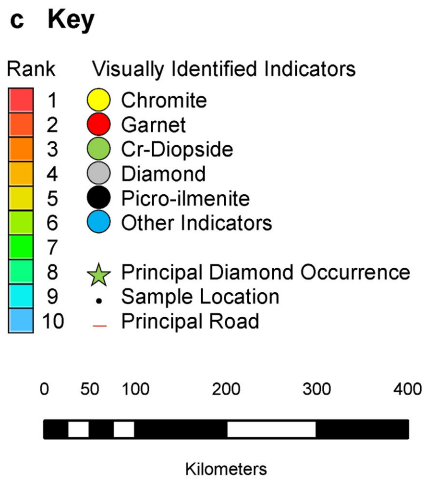 c Key
Rank Visually Identified Indicators
1 Chromite
2 Garnet
3 Cr-Diopside
4 Diamond
5 Picro-ilmenite
6 Other Indicators
7
8 Principal Diamond Occurrence
9 Sample Location
10 Principal Road
0 50 100 200 300 400
Kilometers